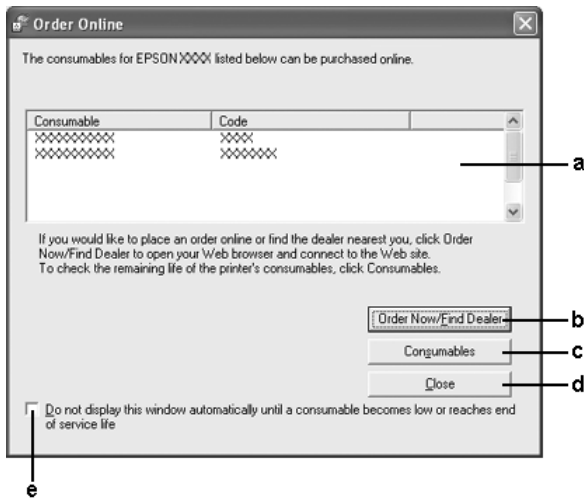 Order Online
The consumables for EPSON XXXX listed below can be purchased online.
Consumable Code
XXXXXXXXXX XXXX
XXXXXXXXXX XXXXXXX
a
If you would like to place an order online or find the dealer nearest you, click Order
Now/Find Dealer to open your Web browser and connect to the Web site.
To check the remaining life of the printer's consumables, click Consumables.
Order Now/Find Dealer
b
Consumables
c
Close
d
Do not display this window automatically until a consumable becomes low or reaches end
of service life
e